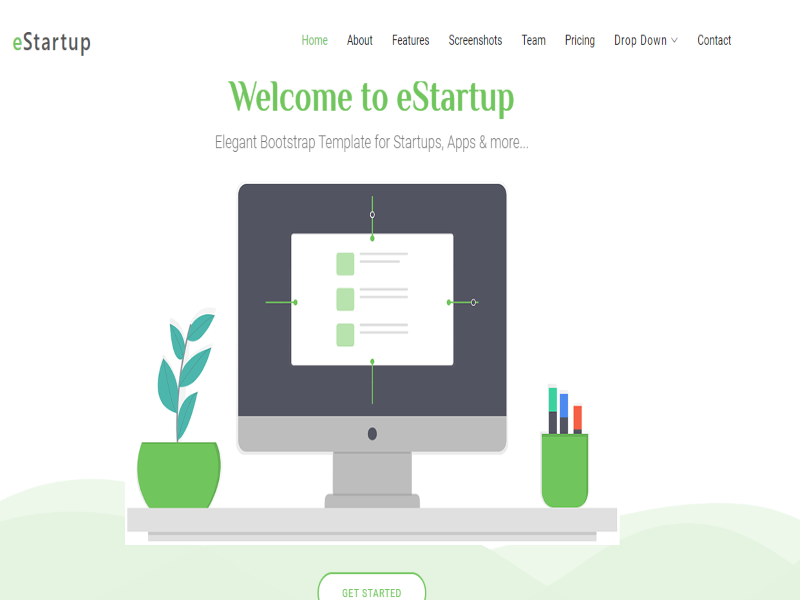 eStartup
Home About Features Screenshots Team Pricing Drop Down Contact
Welcome to eStartup
Elegant Bootstrap Template for Startups, Apps & more...
GET STARTED